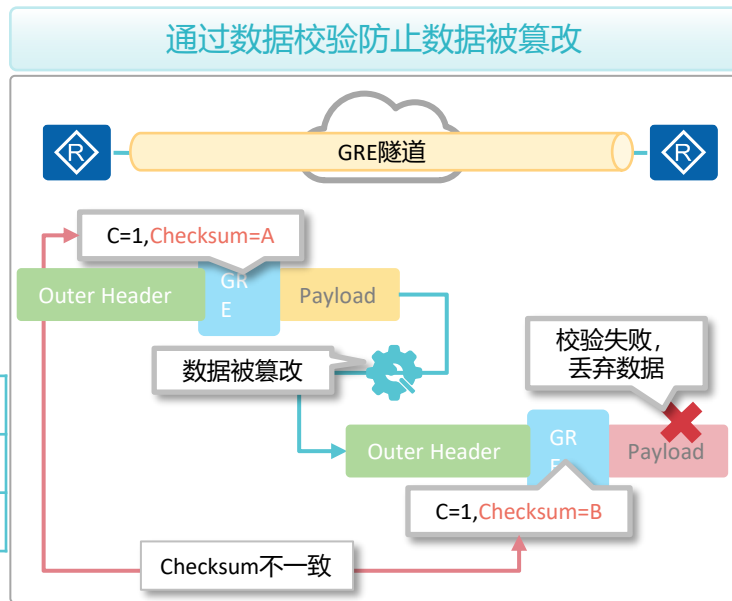 通过数据校验防止数据被篡改
R
GRE隧道
R
C=1,Checksum=A
Outer Header
GR
E
Payload
数据被篡改
校验失败，
丢弃数据
Outer Header
GR
E
Payload
C=1,Checksum=B
Checksum不一致